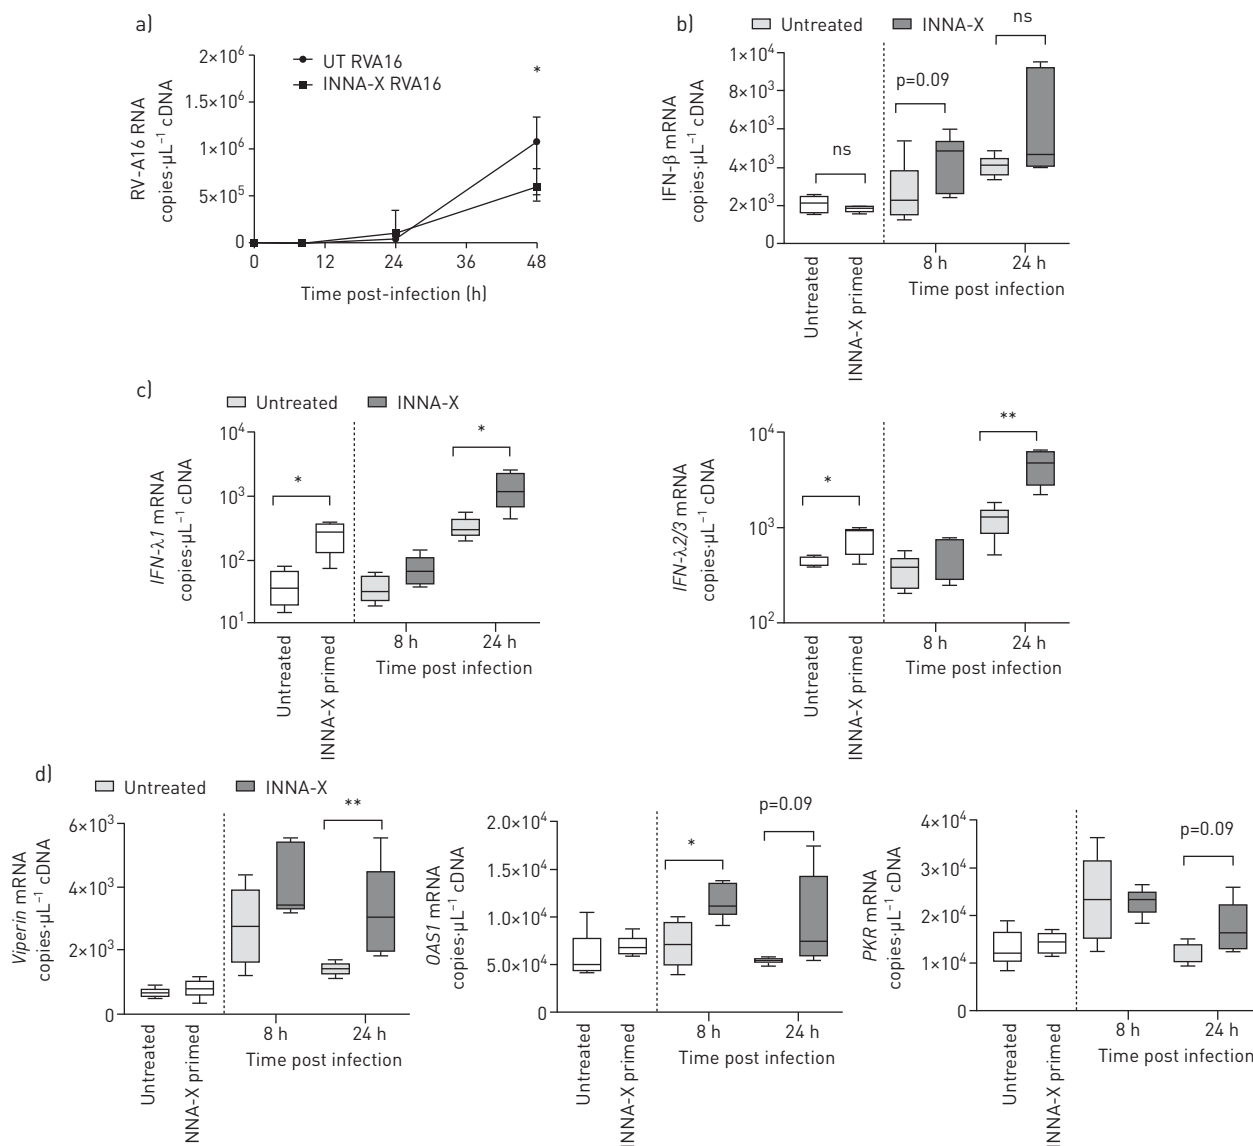 a)
2×10⁶
1.5×10⁶
1×10⁶
5×10⁵
0
RV-A16 RNA
copies·µL⁻¹ cDNA
UT RVA16
INNA-X RVA16
*
0 12 24 36 48
Time post-infection (h)
b)
Untreated INNA-X
1×10⁴
8×10³
6×10³
4×10³
2×10³
0
IFN-β mRNA
copies·µL⁻¹ cDNA
ns
p=0.09
ns
Untreated
INNA-X primed
8 h 24 h
Time post infection
c)
Untreated INNA-X
10⁴
10³
10²
10¹
IFN-λ1 mRNA
copies·µL⁻¹ cDNA
*
*
Untreated
INNA-X primed
8 h 24 h
Time post infection
10⁴
10³
10²
IFN-λ2/3 mRNA
copies·µL⁻¹ cDNA
*
**
Untreated
INNA-X primed
8 h 24 h
Time post infection
d)
Untreated INNA-X
6×10³
4×10³
2×10³
0
Viperin mRNA
copies·µL⁻¹ cDNA
**
Untreated
NNA-X primed
8 h 24 h
Time post infection
2.0×10⁴
1.5×10⁴
1.0×10⁴
5.0×10⁴
0
OAS1 mRNA
copies·µL⁻¹ cDNA
*
p=0.09
Untreated
INNA-X primed
8 h 24 h
Time post infection
4×10⁴
3×10⁴
2×10⁴
1×10⁴
0
PKR mRNA
copies·µL⁻¹ cDNA
p=0.09
Untreated
INNA-X primed
8 h 24 h
Time post infection